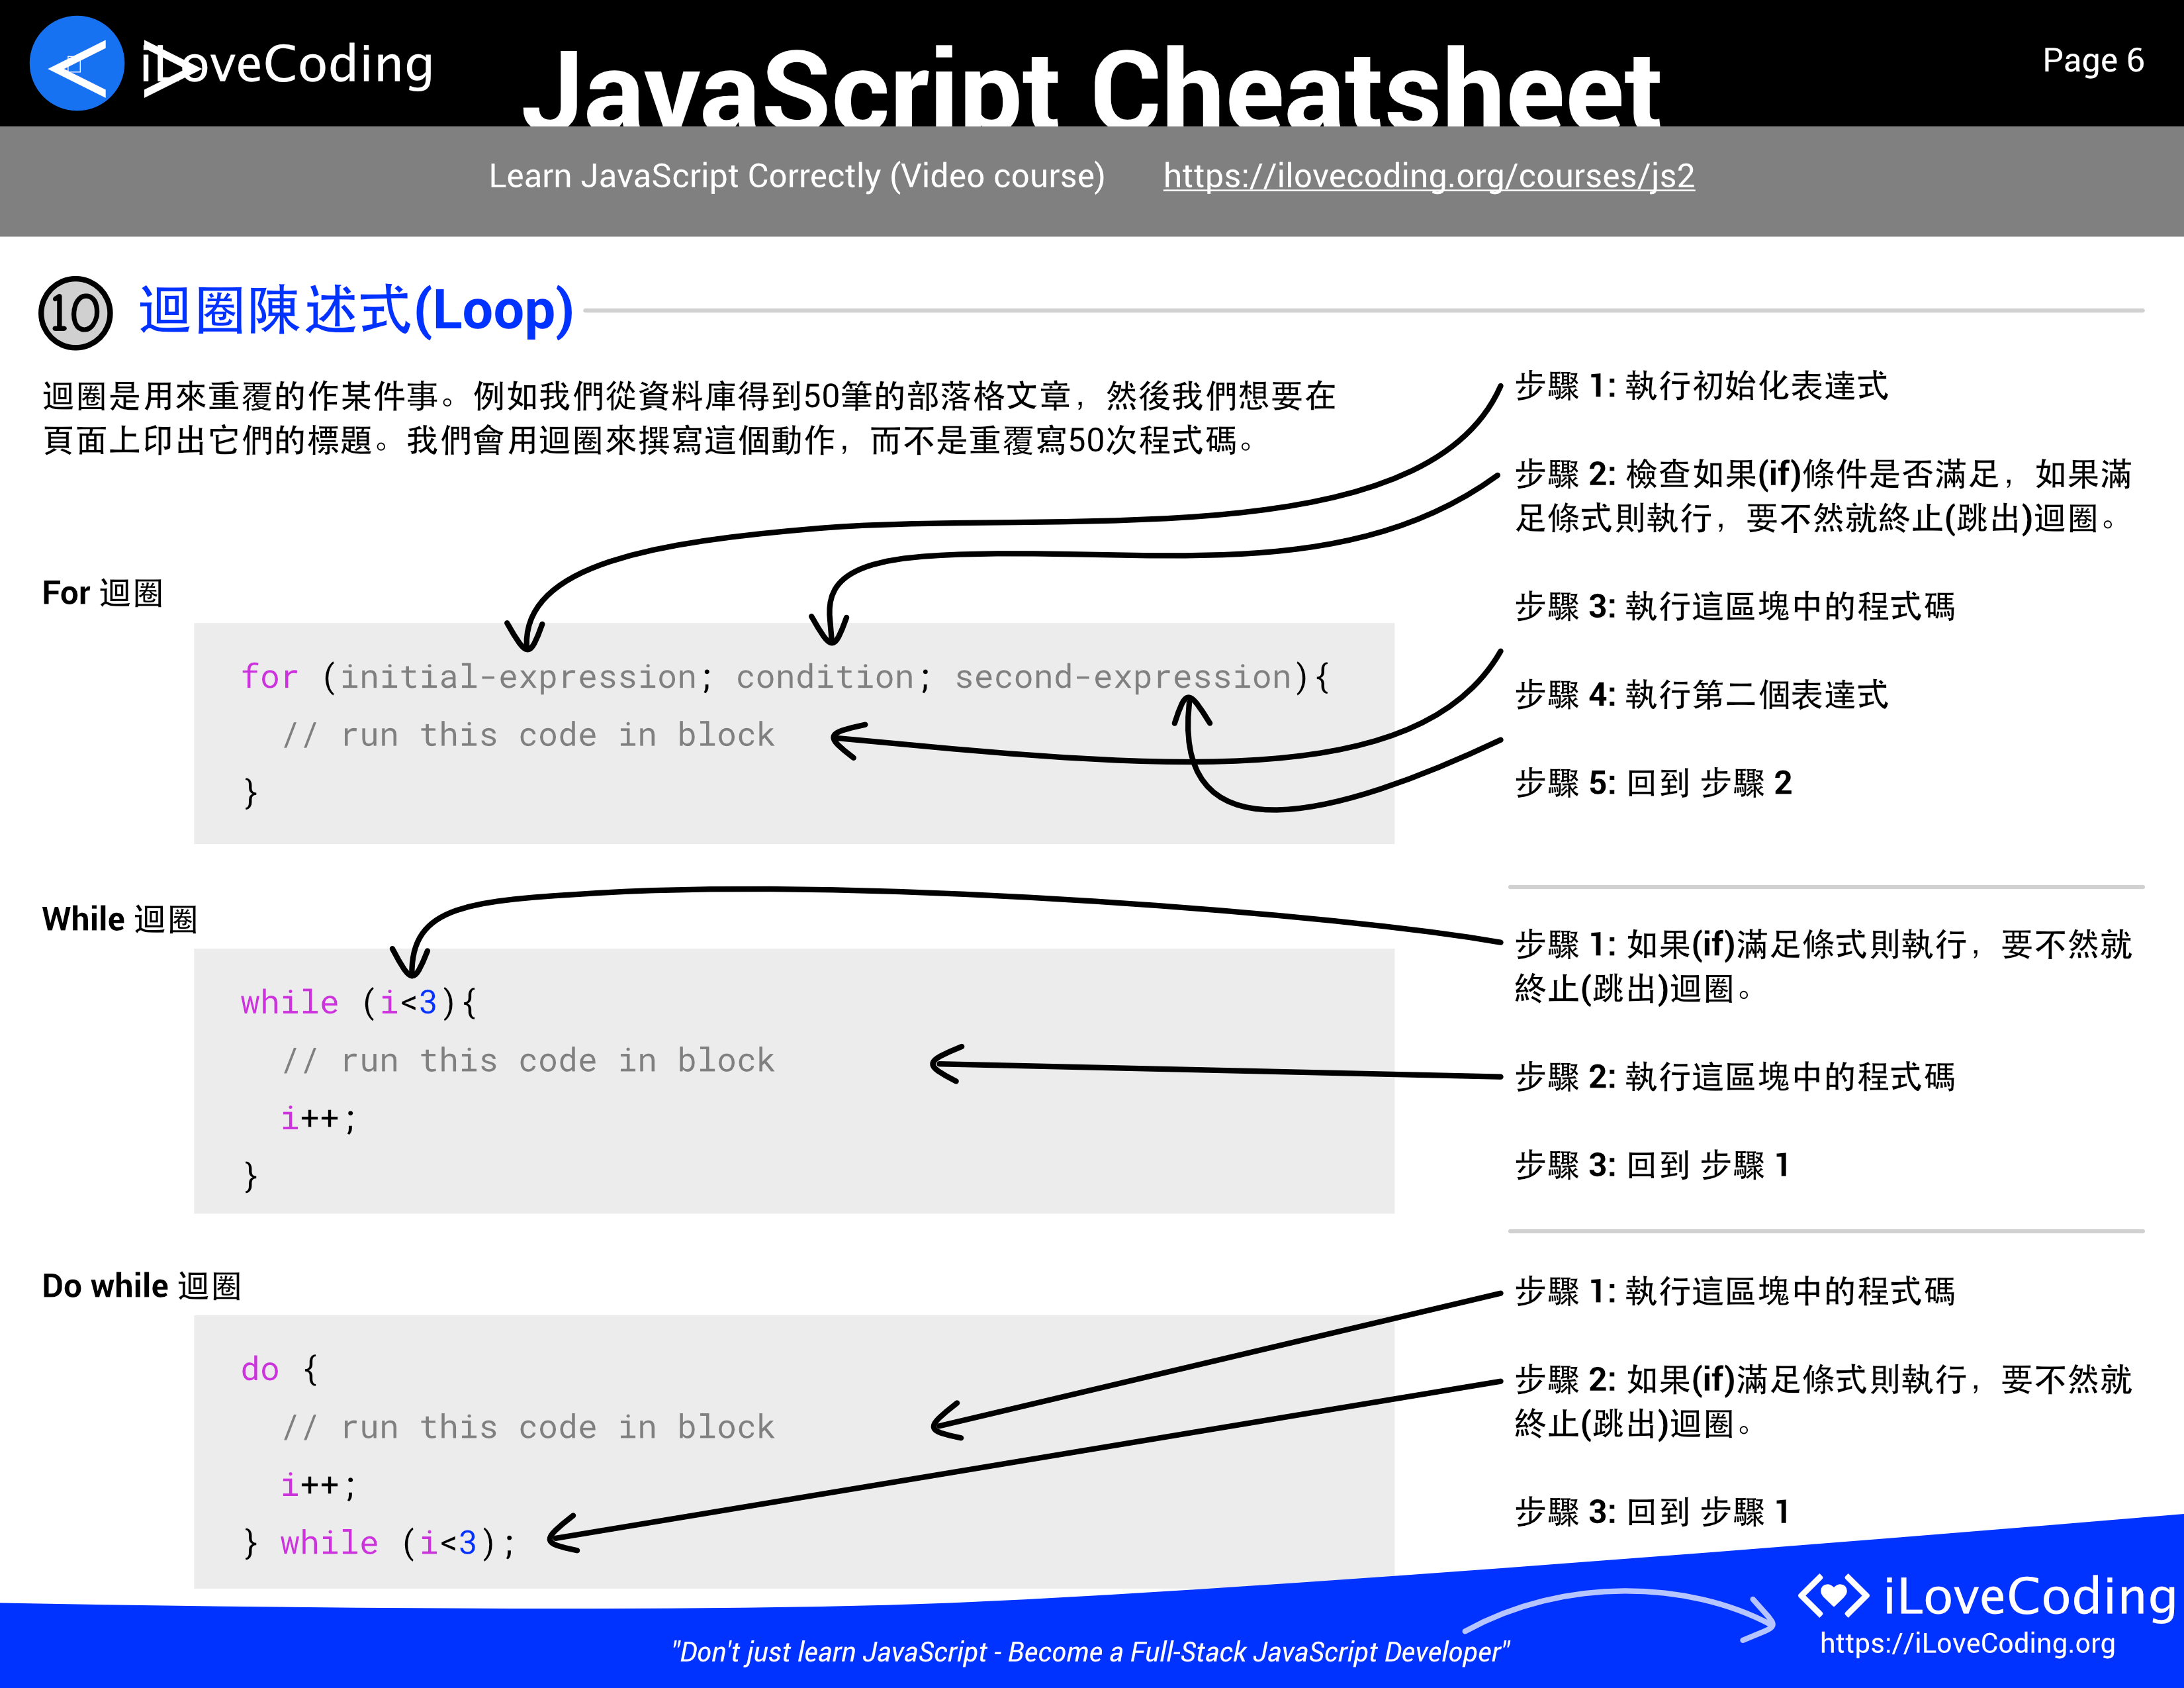 iLoveCoding
JavaScript Cheatsheet
Page 6
Learn JavaScript Correctly (Video course) https://ilovecoding.org/courses/js2
10 迴圈陳述式(Loop)
迴圈是用來重覆的作某件事。例如我們從資料庫得到50筆的部落格文章，然後我們想要在
頁面上印出它們的標題。我們會用迴圈來撰寫這個動作，而不是重覆寫50次程式碼。
For 迴圈
for (initial-expression; condition; second-expression){
// run this code in block
}
步驟 1: 執行初始化表達式
步驟 2: 檢查如果(if)條件是否滿足，如果滿
足條式則執行，要不然就終止(跳出)迴圈。
步驟 3: 執行這區塊中的程式碼
步驟 4: 執行第二個表達式
步驟 5: 回到 步驟 2
While 迴圈
while (i<3){
// run this code in block
i++;
}
步驟 1: 如果(if)滿足條式則執行，要不然就
終止(跳出)迴圈。
步驟 2: 執行這區塊中的程式碼
步驟 3: 回到 步驟 1
Do while 迴圈
do {
// run this code in block
i++;
} while (i<3);
步驟 1: 執行這區塊中的程式碼
步驟 2: 如果(if)滿足條式則執行，要不然就
終止(跳出)迴圈。
步驟 3: 回到 步驟 1
"Don't just learn JavaScript - Become a Full-Stack JavaScript Developer"
iLoveCoding
https://iLoveCoding.org